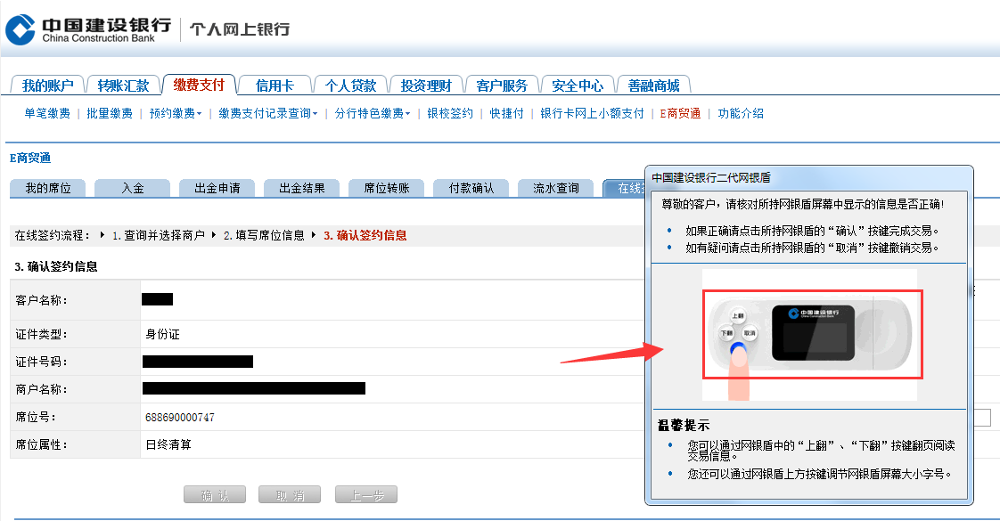 中国建设银行 个人网上银行
China Construction Bank
我的账户 转账汇款 缴费支付 信用卡 个人贷款 投资理财 客户服务 安全中心 善融商城
单笔缴费 | 批量缴费 | 预约缴费 | 缴费支付记录查询 | 分行特色缴费 | 银校签约 | 快捷付 | 银行卡网上小额支付 | E商贸通 | 功能介绍
E商贸通
我的席位 入金 出金申请 出金结果 席位转账 付款确认 流水查询 在线
在线签约流程： 1.查询并选择商户 2.填写席位信息 3.确认签约信息
3.确认签约信息
客户名称：
证件类型： 身份证
证件号码：
商户名称：
席位号： 688690000747
席位属性： 日终清算
确认 取消 上一步
中国建设银行二代网银盾
尊敬的客户，请核对所持网银盾屏幕中显示的信息是否正确!
• 如果正确请点击所持网银盾的“确认”按键完成交易。
• 如有疑问请点击所持网银盾的“取消”按键撤销交易。
上翻
下翻 取消
中国建设银行
China Construction Bank
温馨提示
• 您可以通过网银盾中的“上翻”、“下翻”按键翻页阅读
交易信息。
• 您还可以通过网银盾上方按键调节网银盾屏幕大小字号。